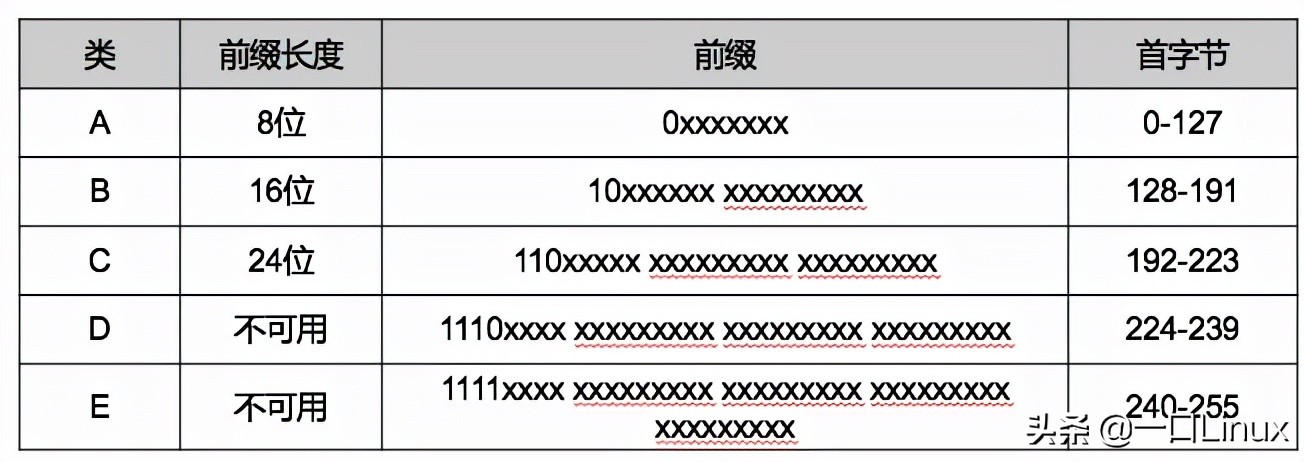 类 前缀长度 前缀 首字节
A 8位 0xxxxxxx 0-127
B 16位 10xxxxxx xxxxxxxxx 128-191
C 24位 110xxxxx xxxxxxxxx xxxxxxxxx 192-223
D 不可用 1110xxxx xxxxxxxxx xxxxxxxxx xxxxxxxxx 224-239
E 不可用 1111xxxx xxxxxxxxx xxxxxxxxx xxxxxxxxx 240-255
xxxxxxxxx
头条 @一口Linux